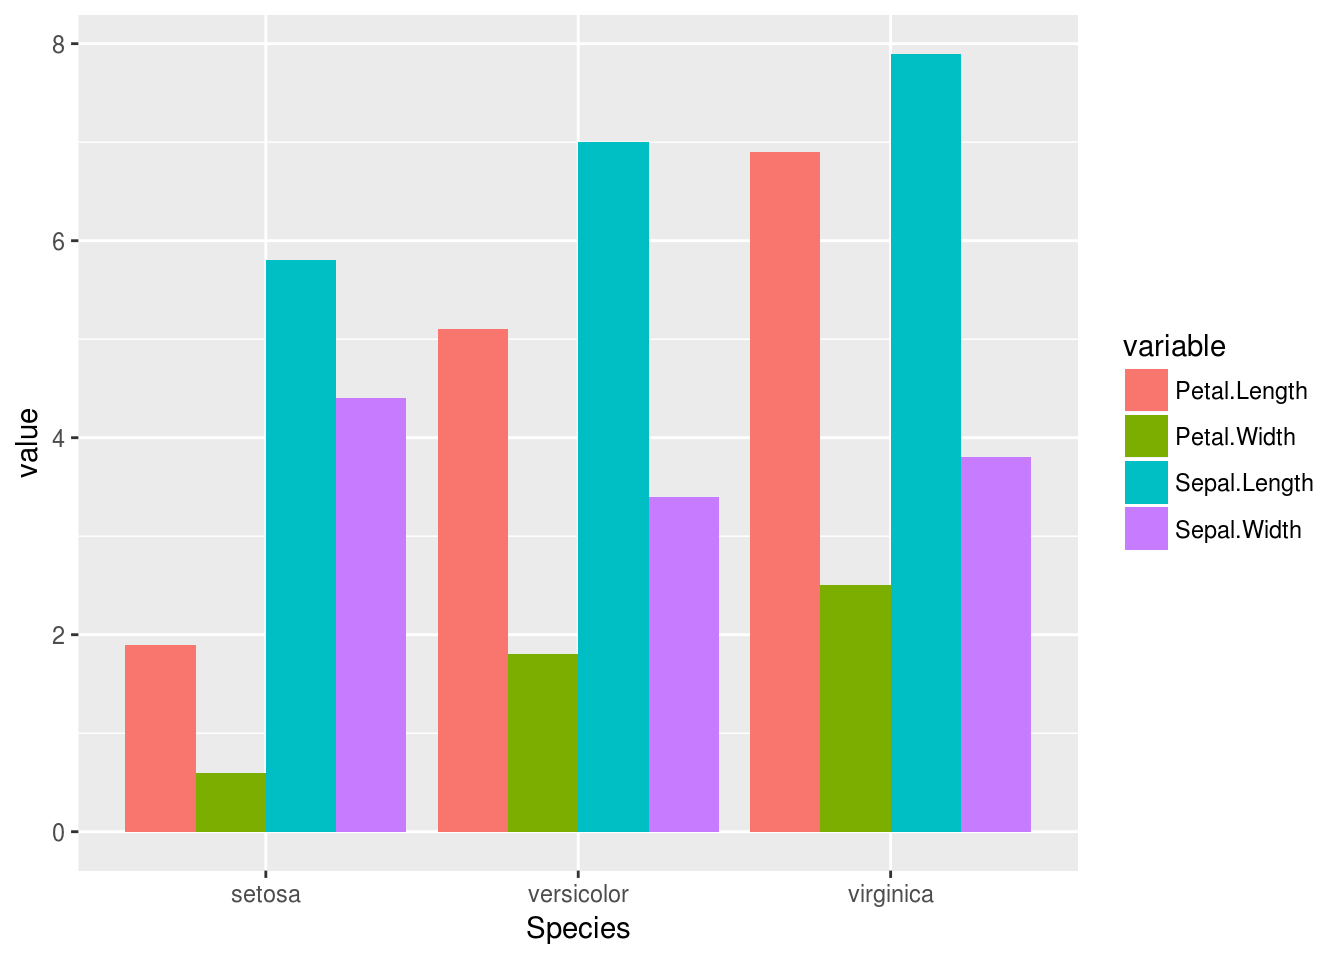 value
8
6
4
2
0
setosa versicolor virginica
Species
variable
Petal.Length
Petal.Width
Sepal.Length
Sepal.Width